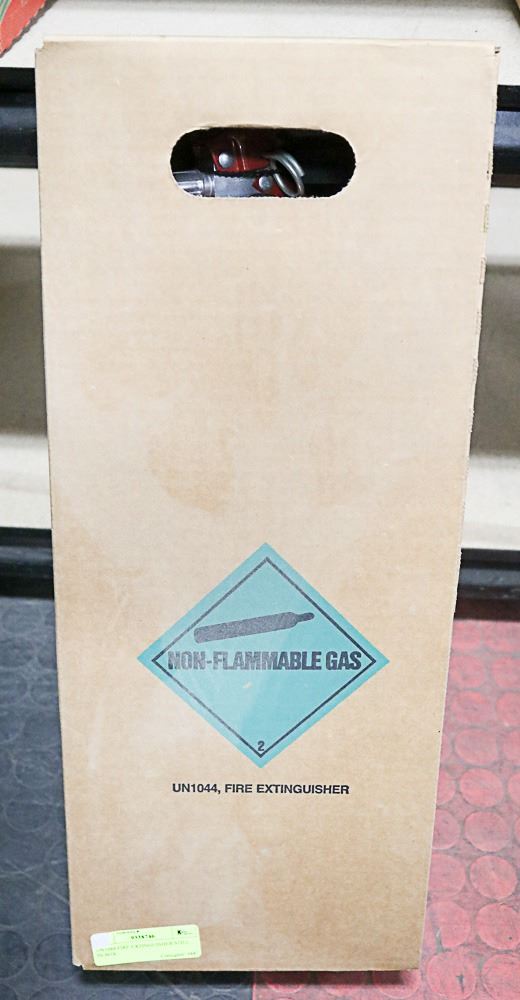 NON-FLAMMABLE GAS
2
UN1044, FIRE EXTINGUISHER